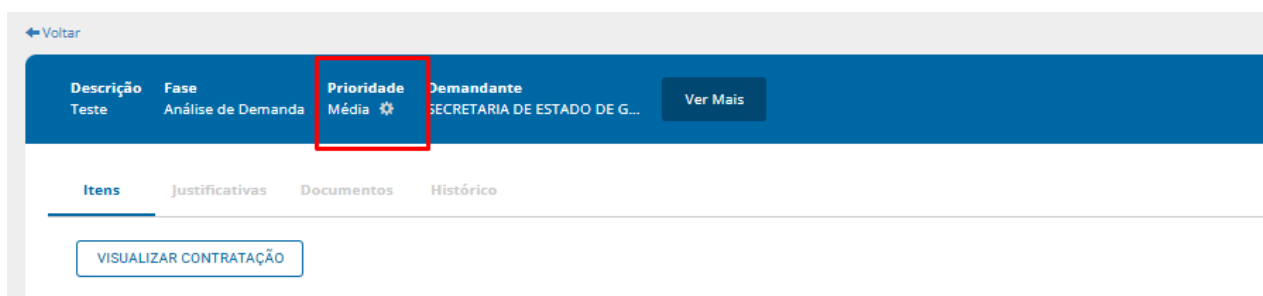 Voltar
Descrição Fase Prioridade Demandante
Teste Análise de Demanda Média SECRETARIA DE ESTADO DE G...
Ver Mais
Itens Justificativas Documentos Histórico
VISUALIZAR CONTRATAÇÃO